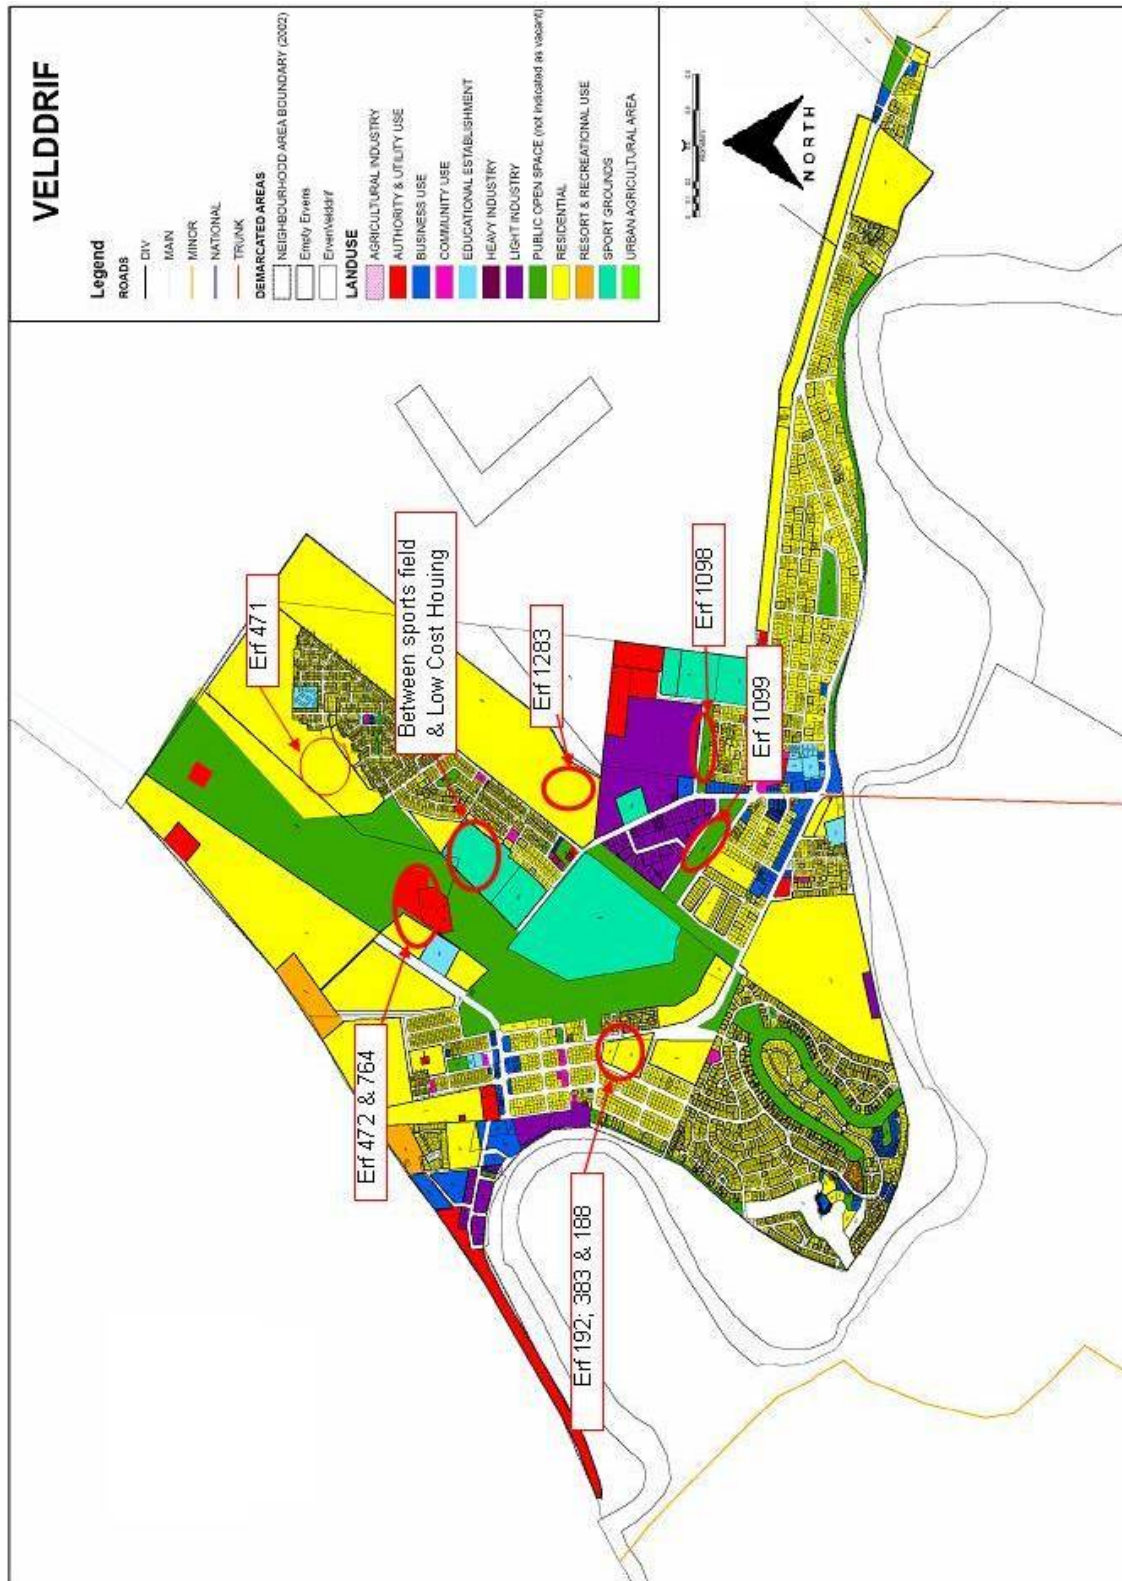 VELDDRIF
Legend
ROADS
DIV
MAIN
MINOR
NATIONAL
TRUNK
DEMARCATED AREAS
NEIGHBOURHOOD AREA BOUNDARY (2002)
Empty Ervens
ErvenVelddrif
LANDUSE
AGRICULTURAL INDUSTRY
AUTHORITY & UTILITY USE
BUSINESS USE
COMMUNITY USE
EDUCATIONAL ESTABLISHMENT
HEAVY INDUSTRY
LIGHT INDUSTRY
PUBLIC OPEN SPACE (not indicated as vacant)
RESIDENTIAL
RESORT & RECREATIONAL USE
SPORT GROUNDS
URBAN AGRICULTURAL AREA
NORTH
Erf 471
Between sports field
& Low Cost Houing
Erf 1283
Erf 1098
Erf 1099
Erf 472 & 764
Erf 192; 383 & 188